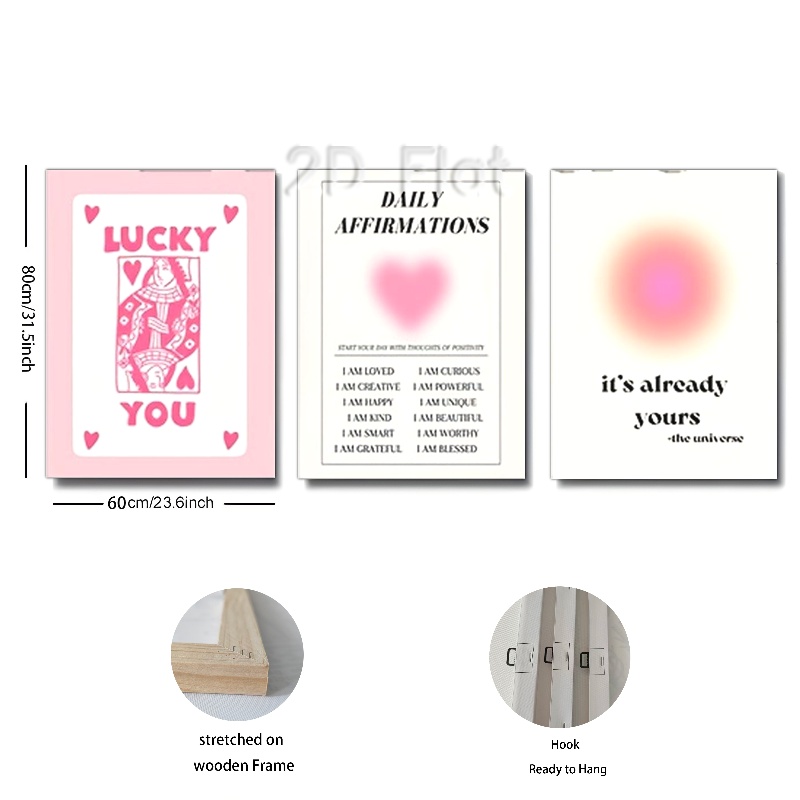 2D Flat
80cm/31.5inch
LUCKY
YOU
60cm/23.6inch
DAILY
AFFIRMATIONS
START YOUR DAY WITH THOUGHTS OF POSITIVITY
I AM LOVED I AM CURIOUS
I AM CREATIVE I AM POWERFUL
I AM HAPPY I AM UNIQUE
I AM KIND I AM BEAUTIFUL
I AM SMART I AM WORTHY
I AM GRATEFUL I AM BLESSED
it's already
yours
-the universe
stretched on
wooden Frame
Hook
Ready to Hang